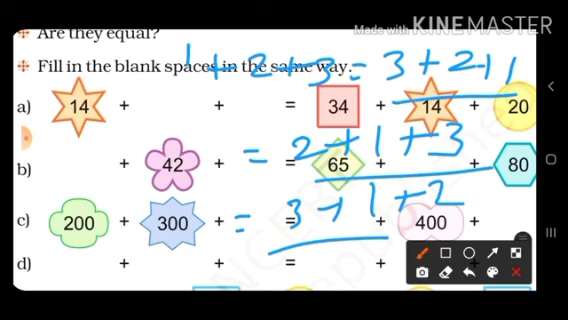 Made with KINEMASTER
Are they equal?
1 + 2 + 3 = 3 + 2 + 1
Fill in the blank spaces in the same way.
a) 14 + + = 34 + 14 + 20
= 2 + 1 + 3
b) + 42 + = 65 + + 80
= 3 + 1 + 2
c) 200 + 300 + = + 400 +
d) + + = + +